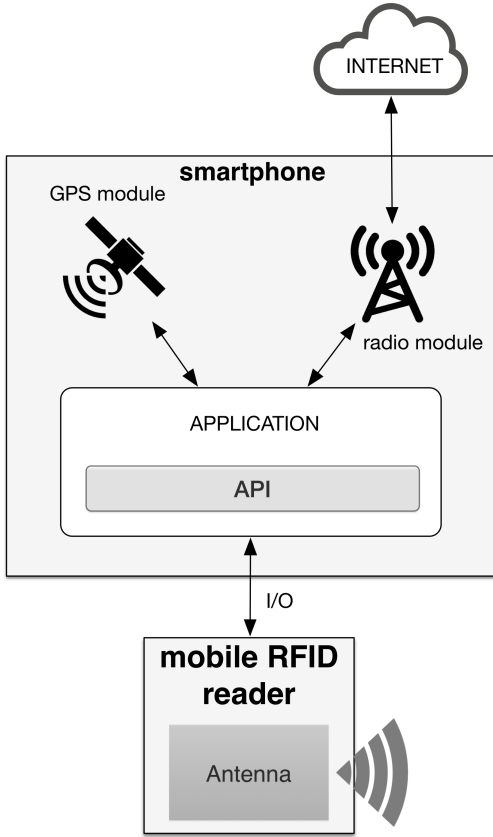 INTERNET
smartphone
GPS module
radio module
APPLICATION
API
I/O
mobile RFID
reader
Antenna